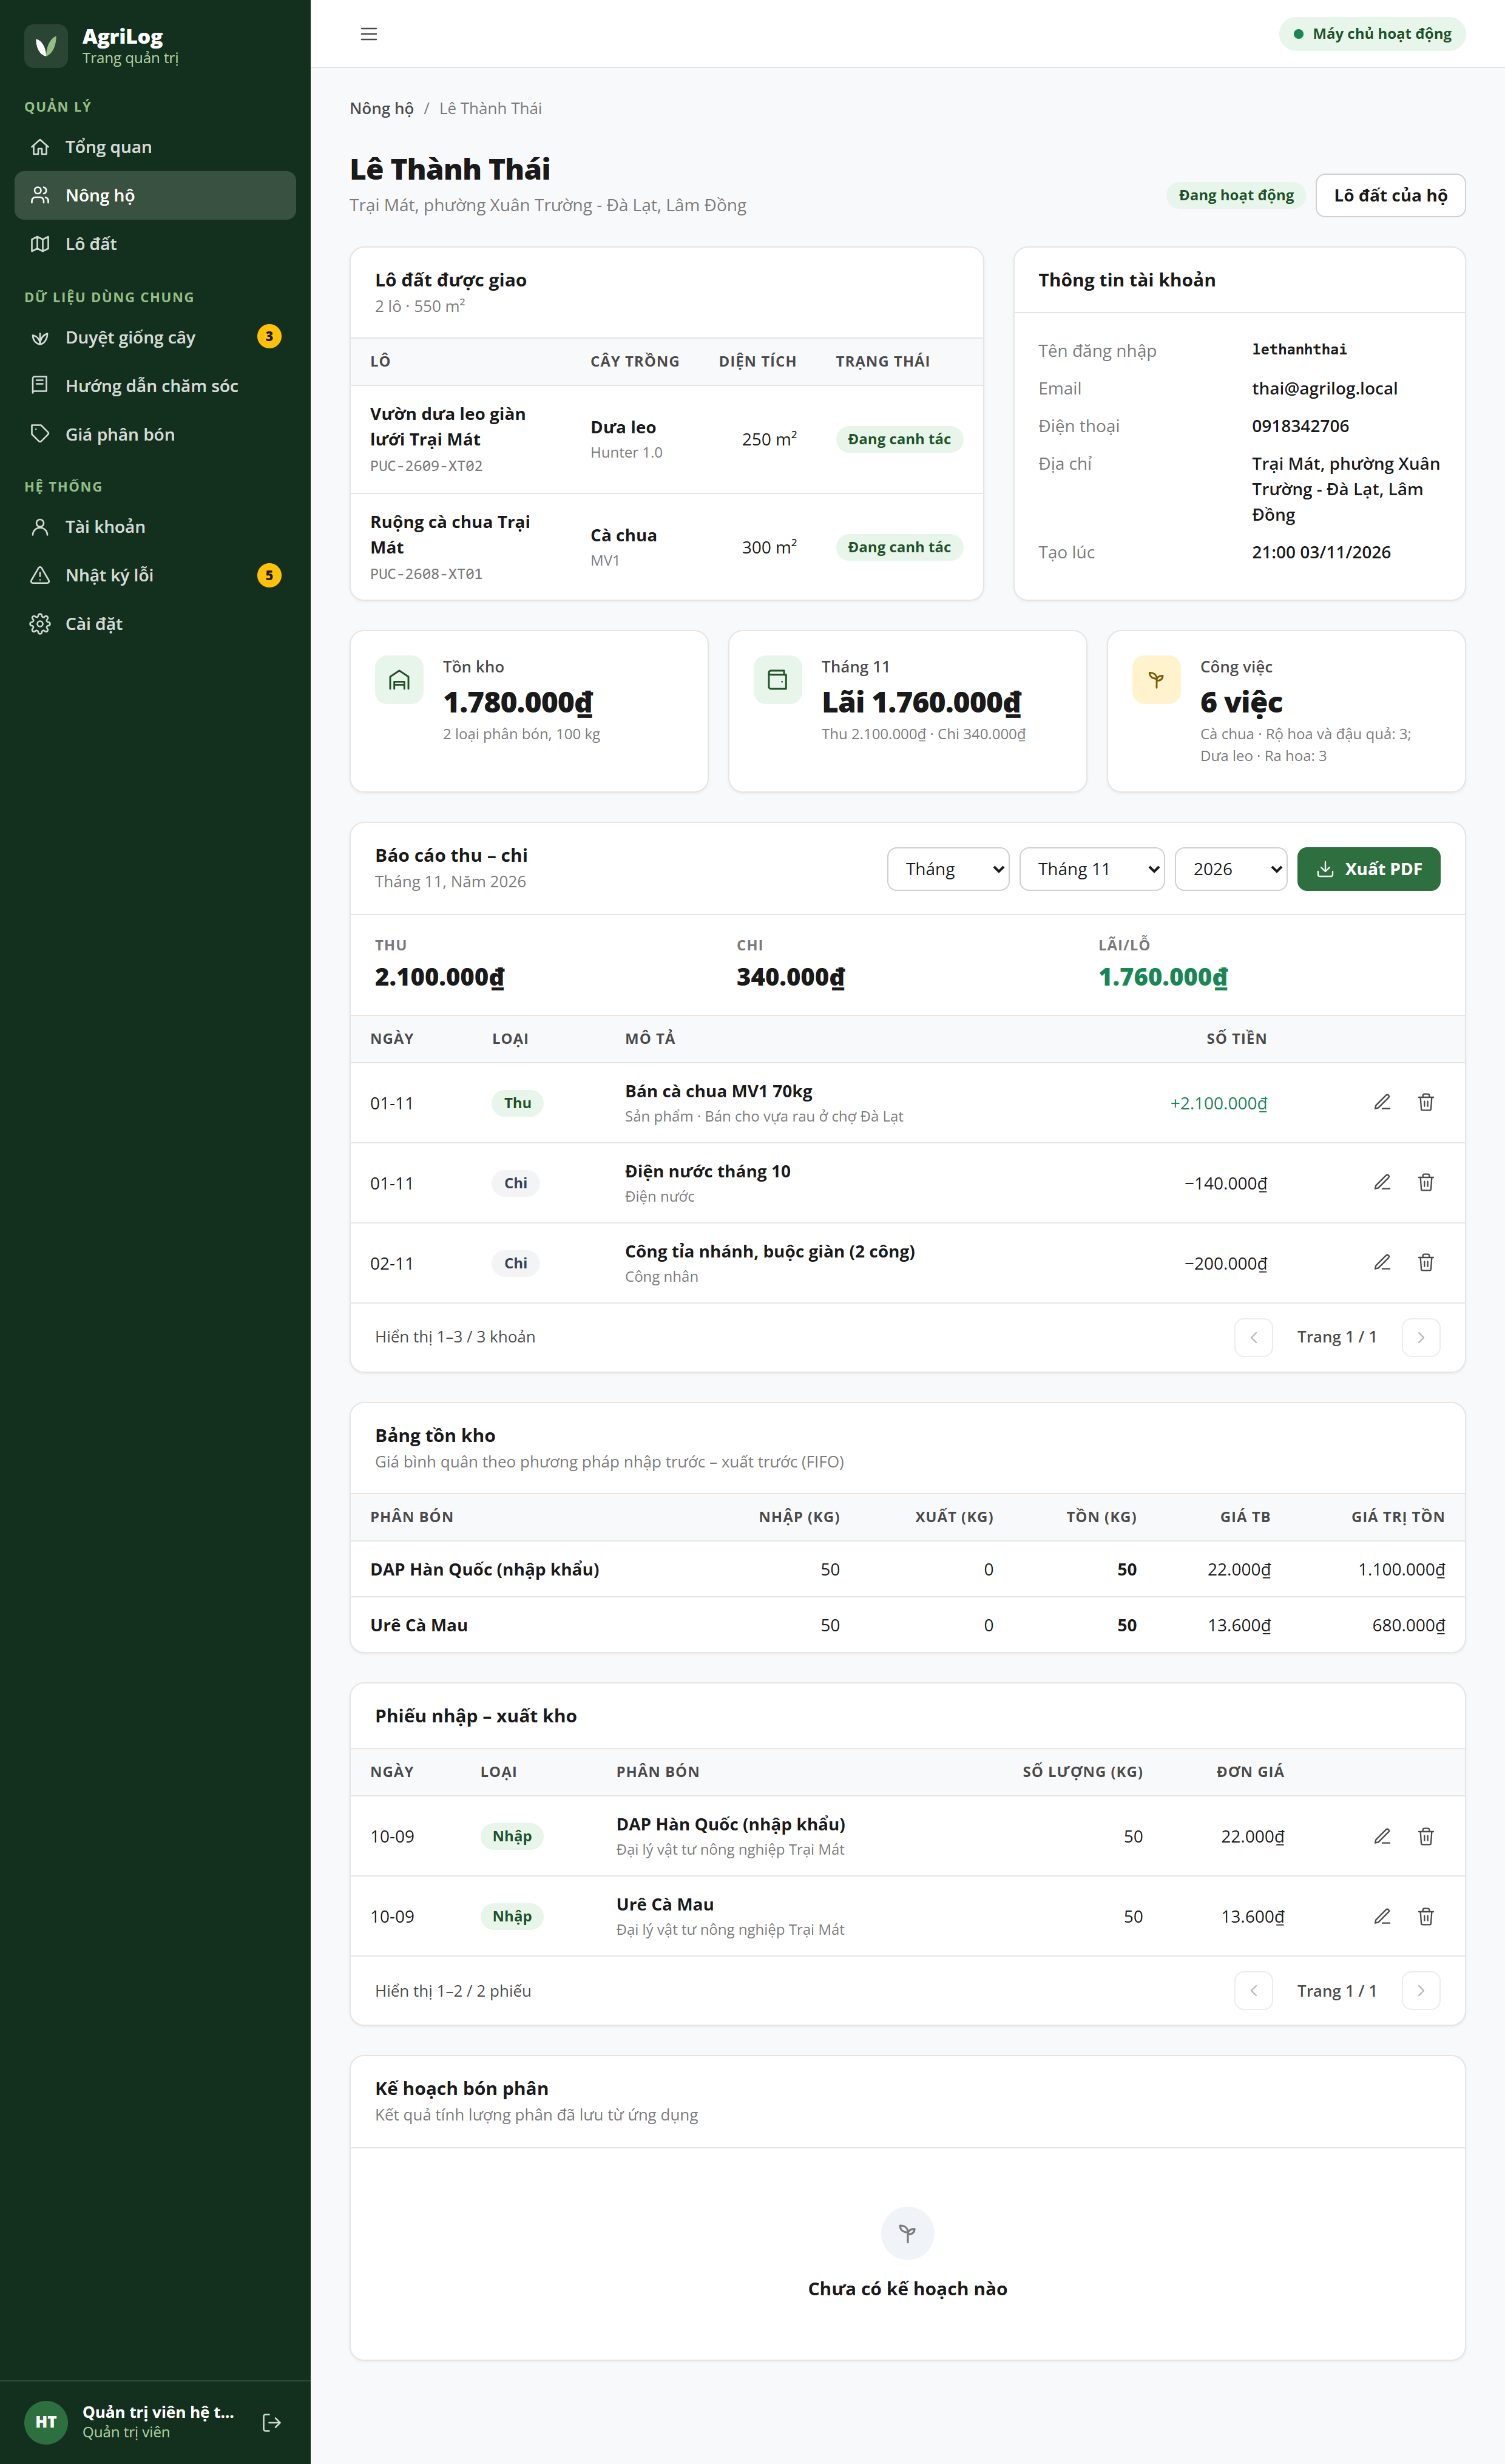 AgriLog
Trang quản trị
QUẢN LÝ
Tổng quan
Nông hộ
Lô đất
DỮ LIỆU DÙNG CHUNG
Duyệt giống cây 3
Hướng dẫn chăm sóc
Giá phân bón
HỆ THỐNG
Tài khoản
Nhật ký lỗi 5
Cài đặt
HT
Quản trị viên hệ t...
Quản trị viên
Máy chủ hoạt động
Nông hộ / Lê Thành Thái
Lê Thành Thái
Trại Mát, phường Xuân Trường - Đà Lạt, Lâm Đồng
Đang hoạt động
Lô đất của hộ
Lô đất được giao
2 lô · 550 m²
LÔ CÂY TRỒNG DIỆN TÍCH TRẠNG THÁI
Vườn dưa leo giàn
lưới Trại Mát
PUC-2609-XT02
Dưa leo
Hunter 1.0
250 m²
Đang canh tác
Ruộng cà chua Trại
Mát
PUC-2608-XT01
Cà chua
MV1
300 m²
Đang canh tác
Thông tin tài khoản
Tên đăng nhập lethanhthai
Email thai@agrilog.local
Điện thoại 0918342706
Địa chỉ Trại Mát, phường Xuân
Trường - Đà Lạt, Lâm
Đồng
Tạo lúc 21:00 03/11/2026
Tồn kho
1.780.000₫
2 loại phân bón, 100 kg
Tháng 11
Lãi 1.760.000₫
Thu 2.100.000₫ · Chi 340.000₫
Công việc
6 việc
Cà chua · Rộ hoa và đậu quả: 3;
Dưa leo · Ra hoa: 3
Báo cáo thu – chi
Tháng 11, Năm 2026
Tháng
Tháng 11
2026
Xuất PDF
THU CHI LÃI/LỖ
2.100.000₫ 340.000₫ 1.760.000₫
NGÀY LOẠI MÔ TẢ SỐ TIỀN
01-11 Thu Bán cà chua MV1 70kg +2.100.000₫
Sản phẩm · Bán cho vựa rau ở chợ Đà Lạt
01-11 Chi Điện nước tháng 10 −140.000₫
Điện nước
02-11 Chi Công tỉa nhánh, buộc giàn (2 công) −200.000₫
Công nhân
Hiển thị 1–3 / 3 khoản
Trang 1 / 1
Bảng tồn kho
Giá bình quân theo phương pháp nhập trước – xuất trước (FIFO)
PHÂN BÓN NHẬP (KG) XUẤT (KG) TỒN (KG) GIÁ TB GIÁ TRỊ TỒN
DAP Hàn Quốc (nhập khẩu) 50 0 50 22.000₫ 1.100.000₫
Urê Cà Mau 50 0 50 13.600₫ 680.000₫
Phiếu nhập – xuất kho
NGÀY LOẠI PHÂN BÓN SỐ LƯỢNG (KG) ĐƠN GIÁ
10-09 Nhập DAP Hàn Quốc (nhập khẩu) 50 22.000₫
Đại lý vật tư nông nghiệp Trại Mát
10-09 Nhập Urê Cà Mau 50 13.600₫
Đại lý vật tư nông nghiệp Trại Mát
Hiển thị 1–2 / 2 phiếu
Trang 1 / 1
Kế hoạch bón phân
Kết quả tính lượng phân đã lưu từ ứng dụng
Chưa có kế hoạch nào